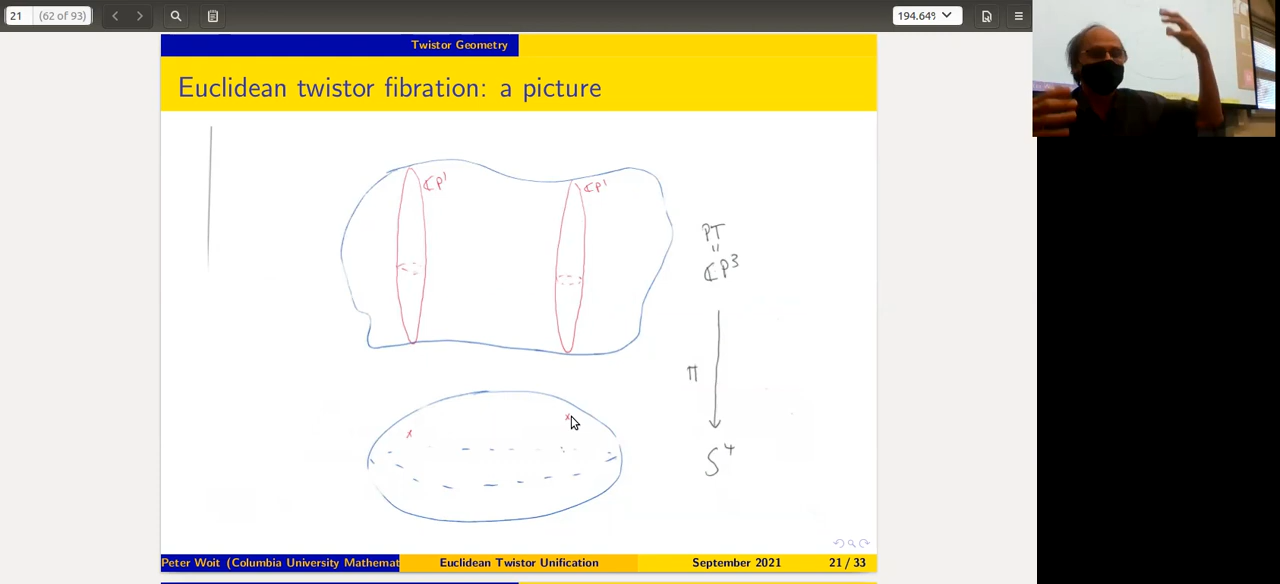 21 (62 of 93) 194.64%
Twistor Geometry
Euclidean twistor fibration: a picture
ℂP¹ ℂP¹
PT
=
ℂP³
π
x x
S⁴
Peter Woit (Columbia University Mathemat Euclidean Twistor Unification September 2021 21 / 33